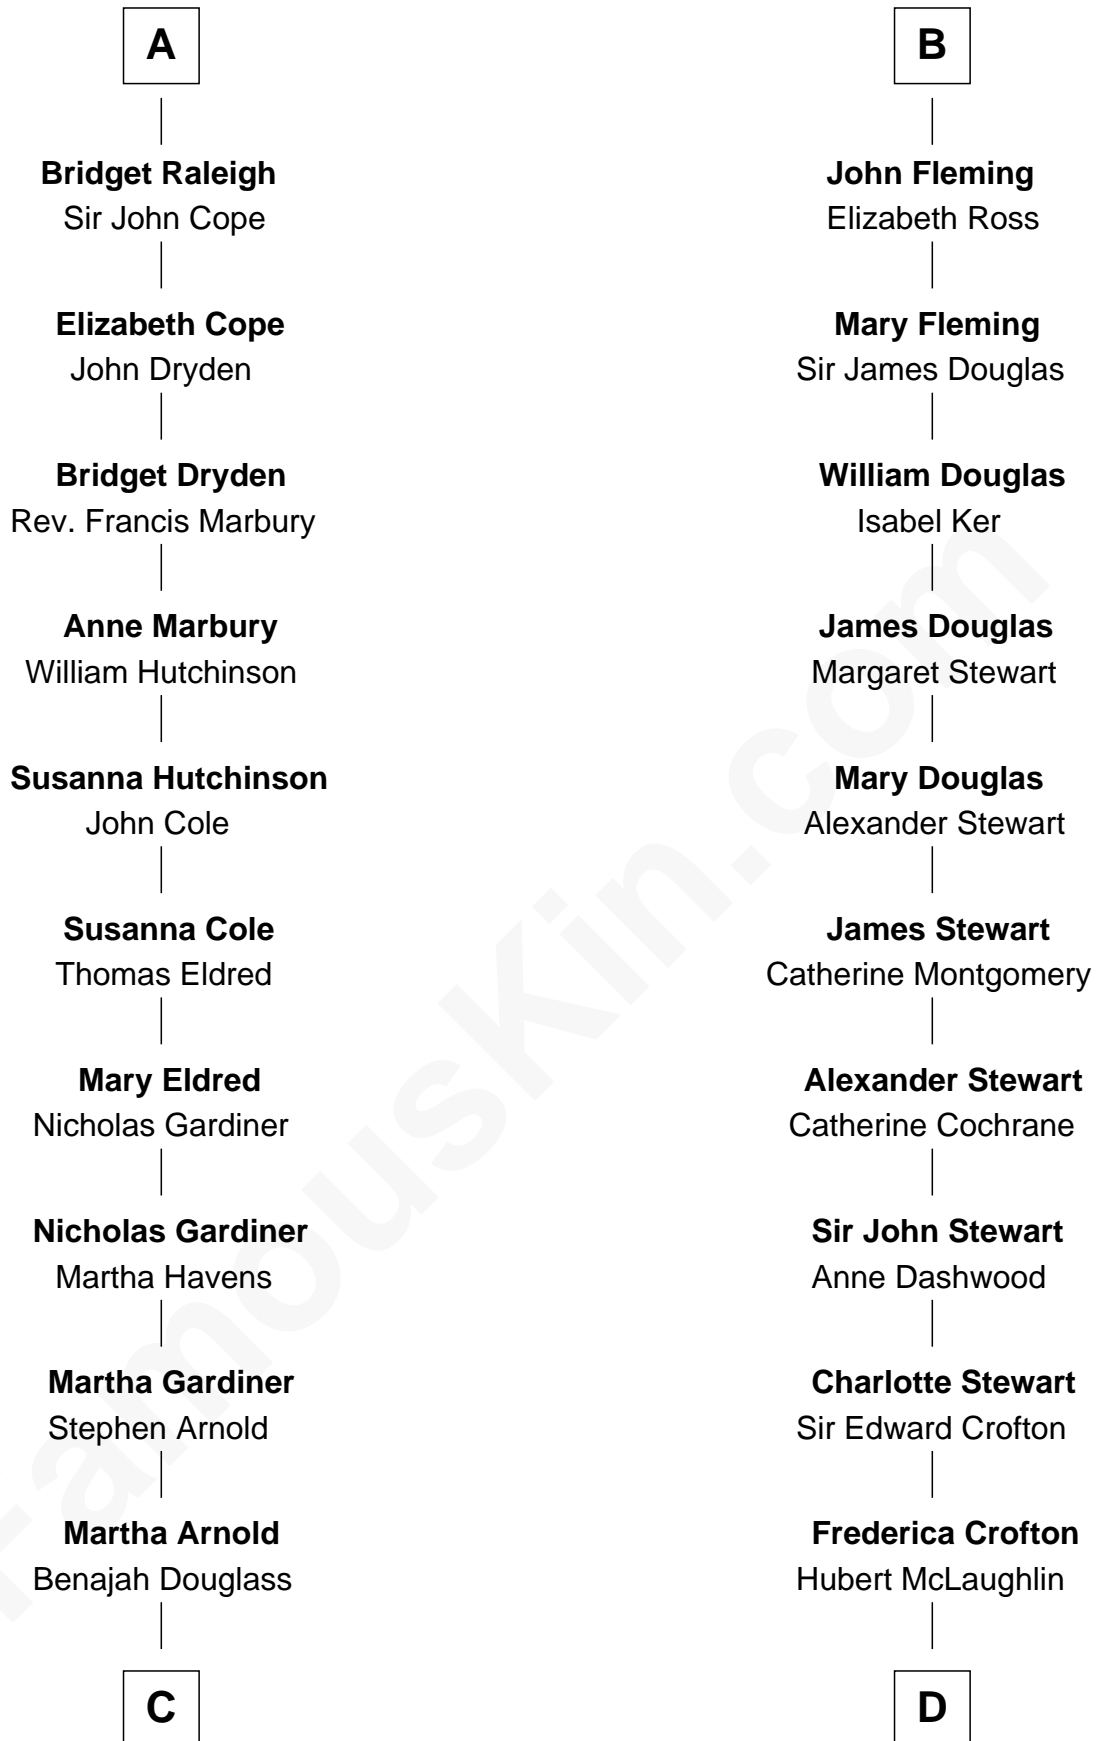 A
Bridget Raleigh
Sir John Cope
Elizabeth Cope
John Dryden
Bridget Dryden
Rev. Francis Marbury
Anne Marbury
William Hutchinson
Susanna Hutchinson
John Cole
Susanna Cole
Thomas Eldred
Mary Eldred
Nicholas Gardiner
Nicholas Gardiner
Martha Havens
Martha Gardiner
Stephen Arnold
Martha Arnold
Benajah Douglass
C
B
John Fleming
Elizabeth Ross
Mary Fleming
Sir James Douglas
William Douglas
Isabel Ker
James Douglas
Margaret Stewart
Mary Douglas
Alexander Stewart
James Stewart
Catherine Montgomery
Alexander Stewart
Catherine Cochrane
Sir John Stewart
Anne Dashwood
Charlotte Stewart
Sir Edward Crofton
Frederica Crofton
Hubert McLaughlin
D
FamousKin.com